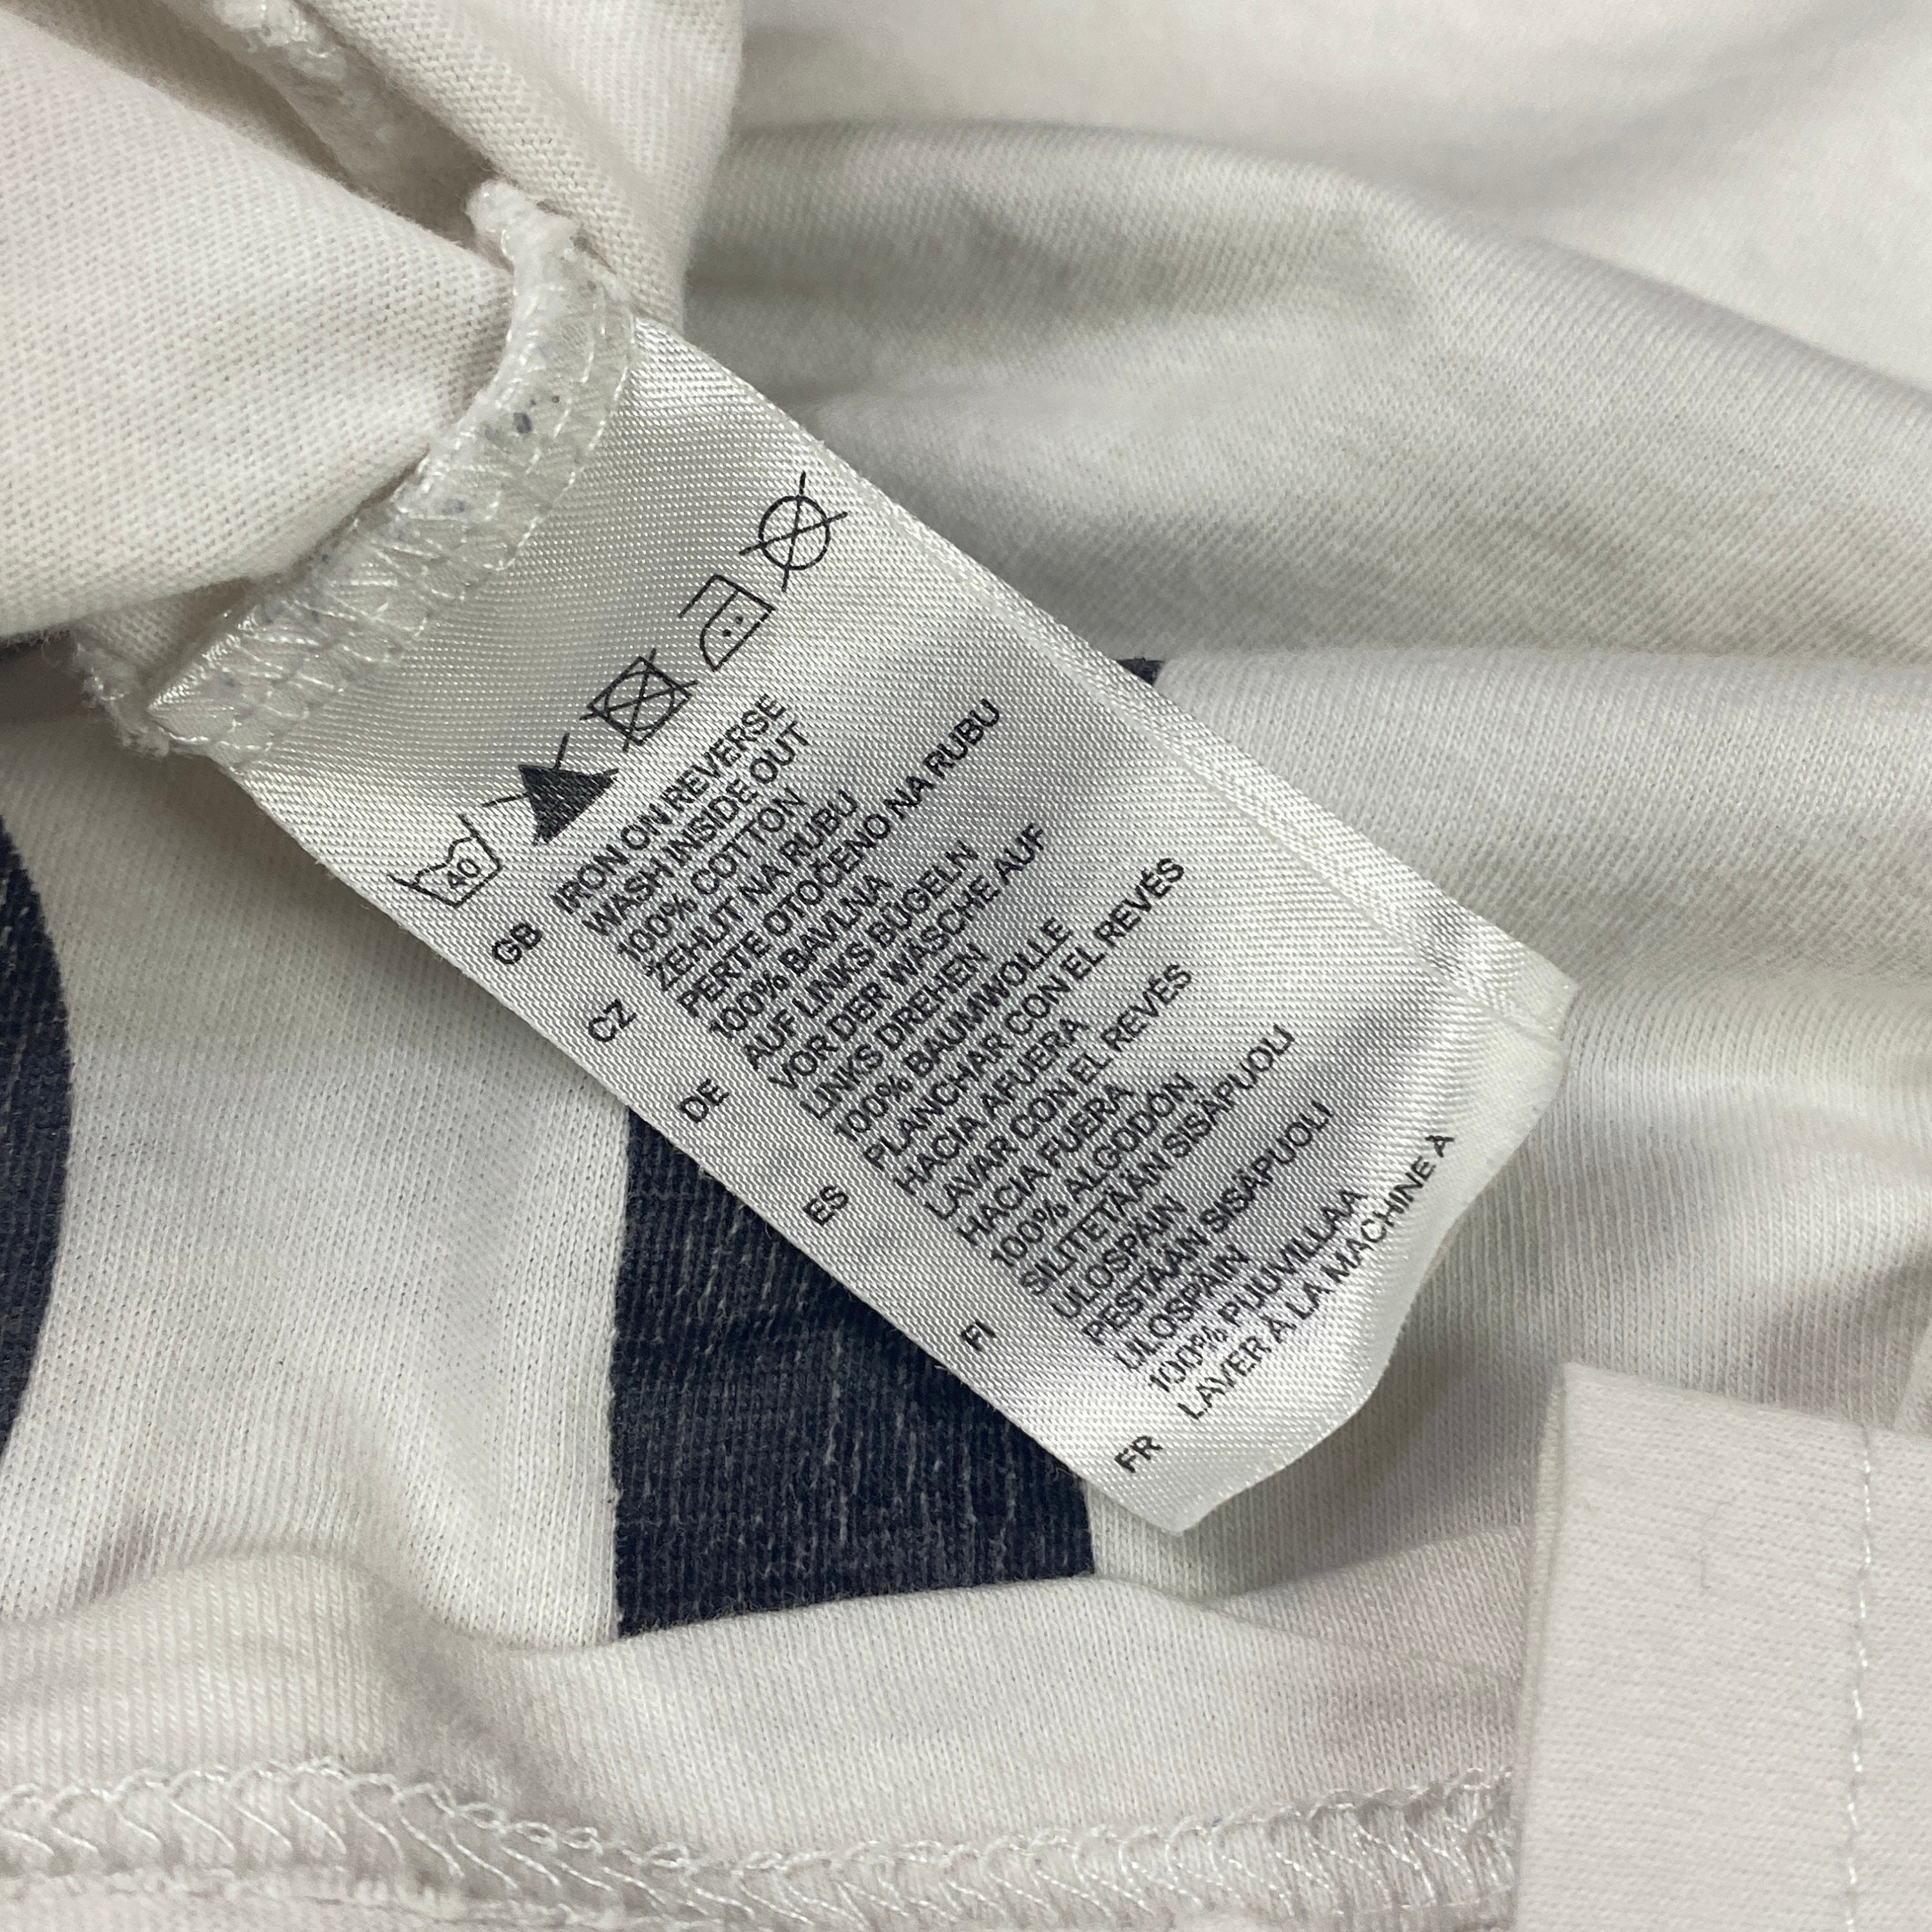 40
GB IRON ON REVERSE
WASH INSIDE OUT
100% COTTON
CZ ŽEHLIT NA RUBU
PERTE OTOČENO NA RUBU
100% BAVLNA
DE AUF LINKS BÜGELN
VOR DER WÄSCHE AUF
LINKS DREHEN
100% BAUMWOLLE
ES PLANCHAR CON EL REVÉS
HACIA AFUERA
LAVAR CON EL REVÉS
HACIA FUERA
100% ALGODÓN
FI SILITETÄÄN SISÄPUOLI
ULOSPÄIN
PESTÄÄN SISÄPUOLI
ULOSPÄIN
100% PUUVILLAA
FR LAVER À LA MACHINE À